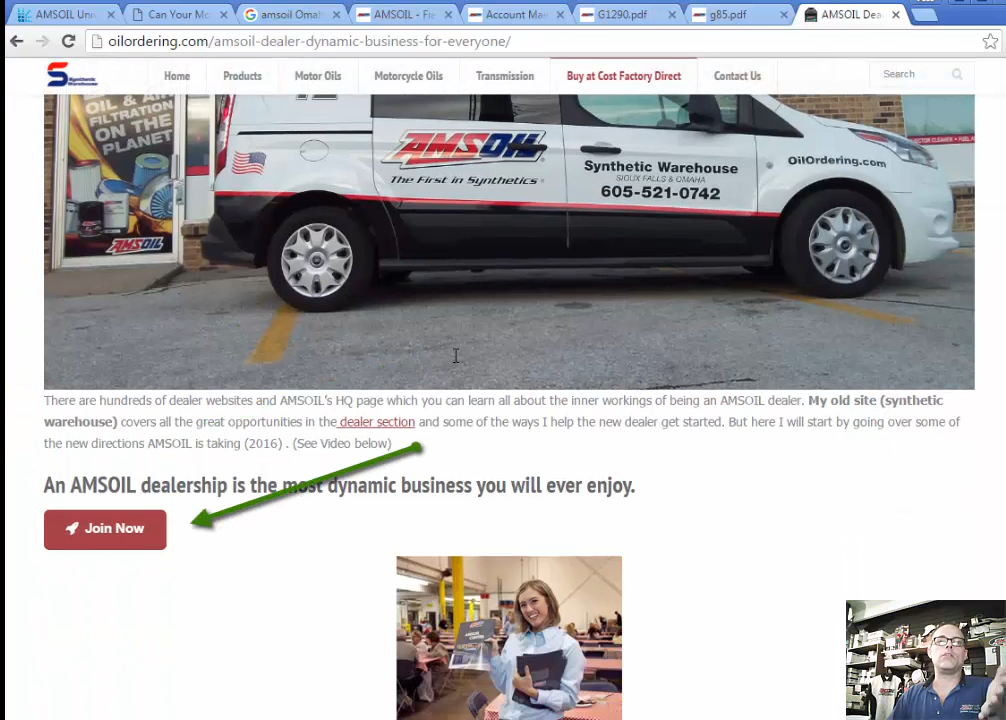 AMSOIL Uni
Can Your Mo
amsoil Oma
AMSOIL - Fie
Account Ma
G1290.pdf
g85.pdf
AMSOIL Dea
oilordering.com/amsoil-dealer-dynamic-business-for-everyone/
S Synthetic Warehouse
Home
Products
Motor Oils
Motorcycle Oils
Transmission
Buy at Cost Factory Direct
Contact Us
Search
OIL & AIR
FILTRATION
ON THE
PLANET
AMSOIL
AMSOIL
The First in Synthetics
Synthetic Warehouse
SIOUX FALLS & OMAHA
605-521-0742
OilOrdering.com
There are hundreds of dealer websites and AMSOIL's HQ page which you can learn all about the inner workings of being an AMSOIL dealer. My old site (synthetic
warehouse) covers all the great opportunities in the dealer section and some of the ways I help the new dealer get started. But here I will start by going over some of
the new directions AMSOIL is taking (2016) . (See Video below)
An AMSOIL dealership is the most dynamic business you will ever enjoy.
Join Now